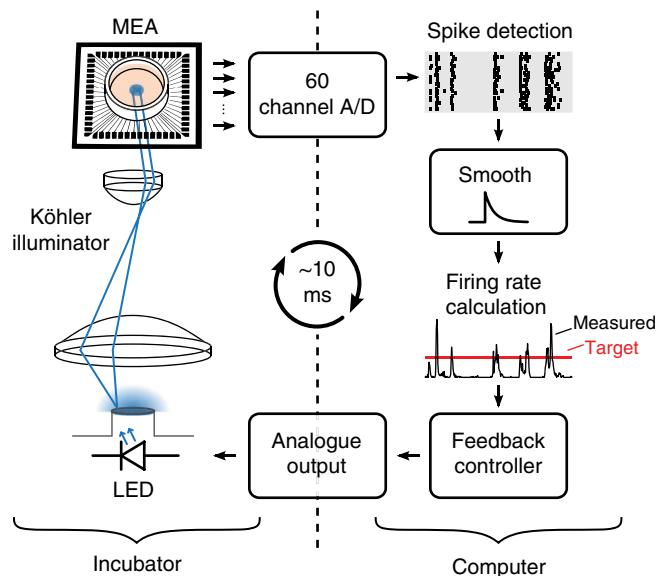 MEA
60
channel A/D
Spike detection
Smooth
Köhler
illuminator
~10
ms
Firing rate
calculation
Measured
Target
LED
Analogue
output
Feedback
controller
Incubator
Computer